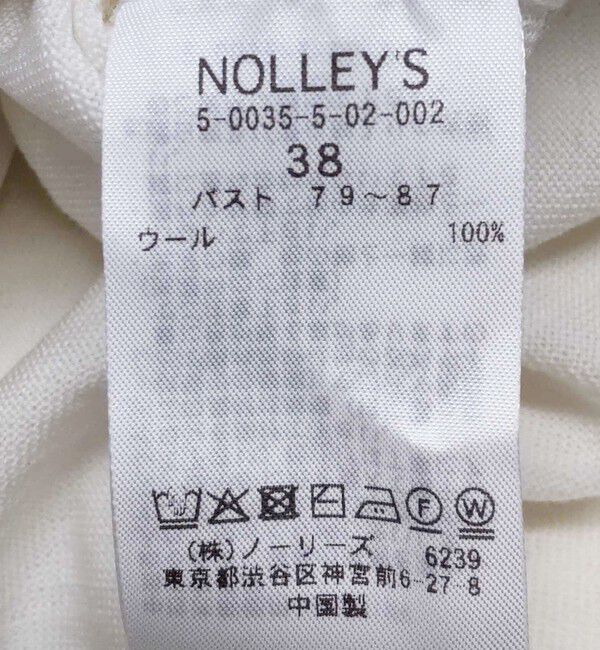 NOLLEY'S
5-0035-5-02-002
38
バスト 79～87
ウール 100%
F W
(株)ノーリーズ 6239
東京都渋谷区神宮前6-27 8
中国製